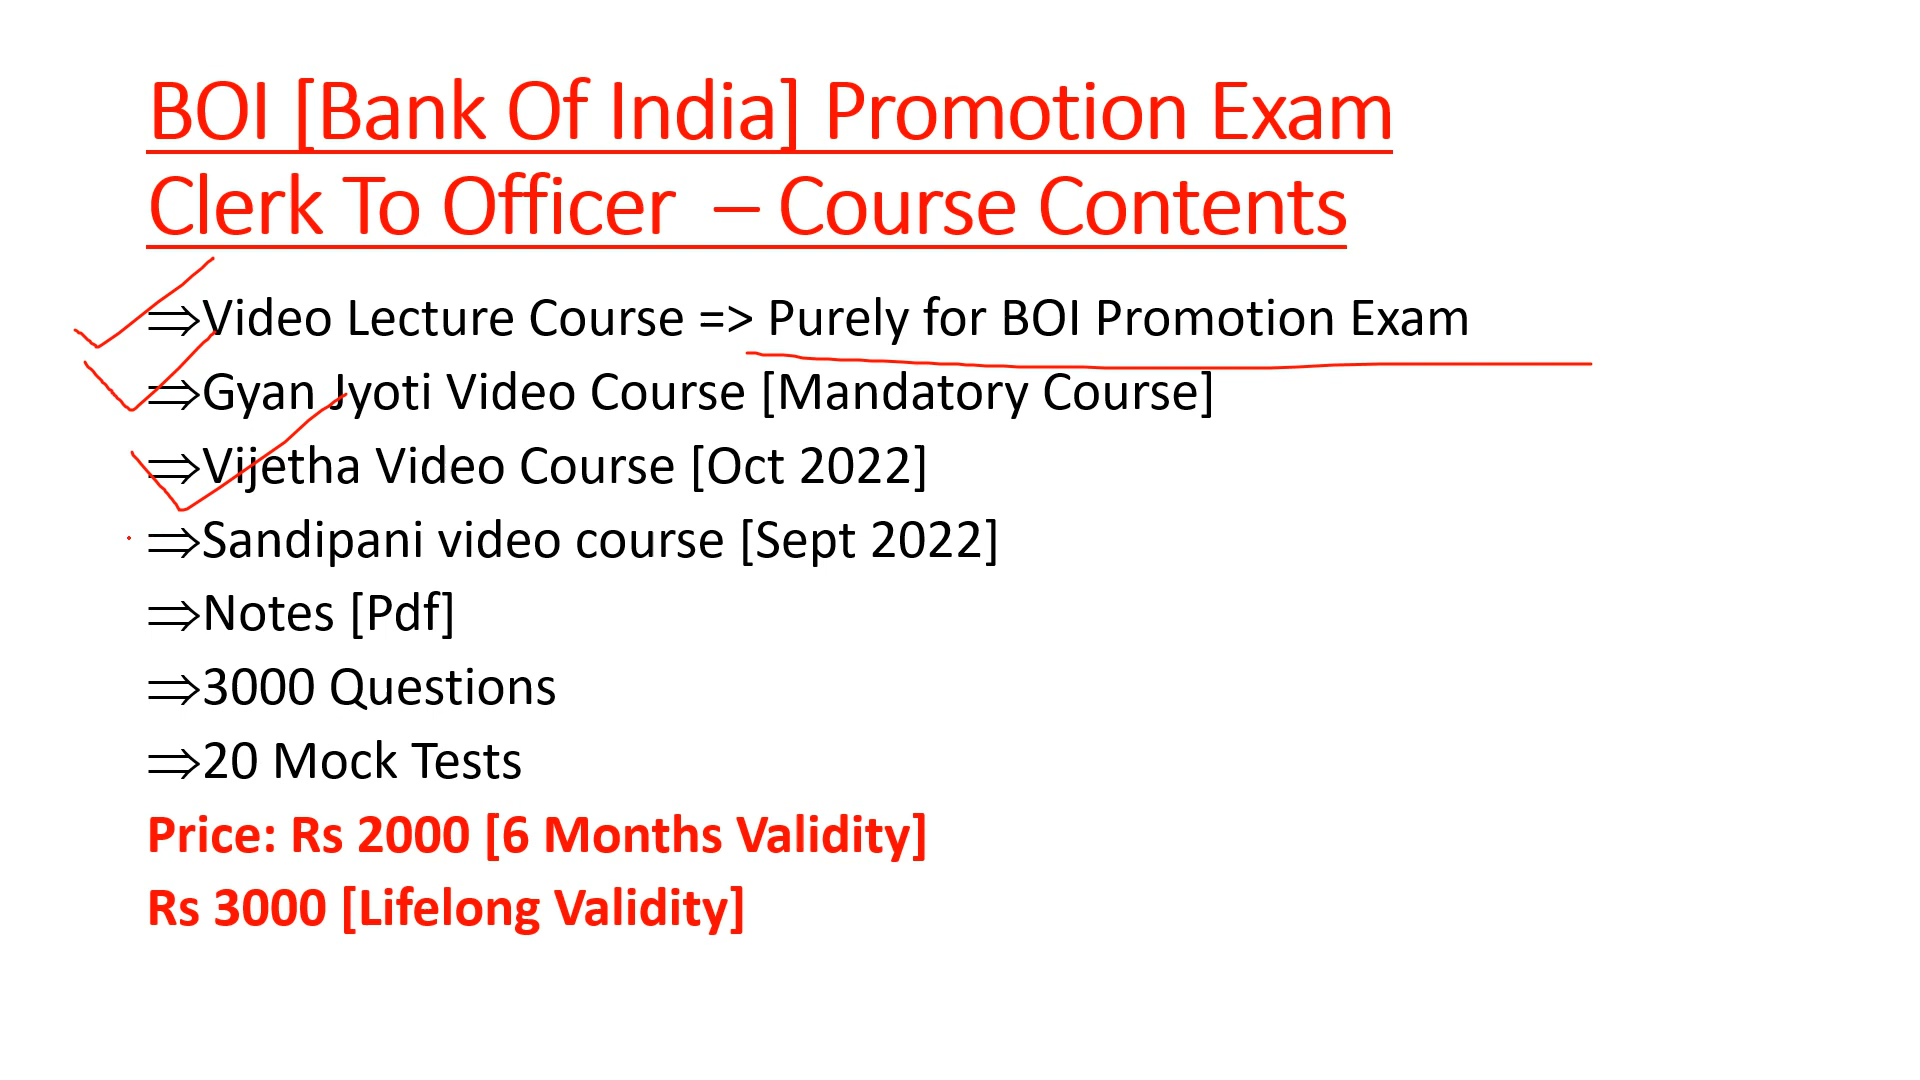 BOI [Bank Of India] Promotion Exam
Clerk To Officer – Course Contents
⇒Video Lecture Course => Purely for BOI Promotion Exam
⇒Gyan Jyoti Video Course [Mandatory Course]
⇒Vijetha Video Course [Oct 2022]
⇒Sandipani video course [Sept 2022]
⇒Notes [Pdf]
⇒3000 Questions
⇒20 Mock Tests
Price: Rs 2000 [6 Months Validity]
Rs 3000 [Lifelong Validity]